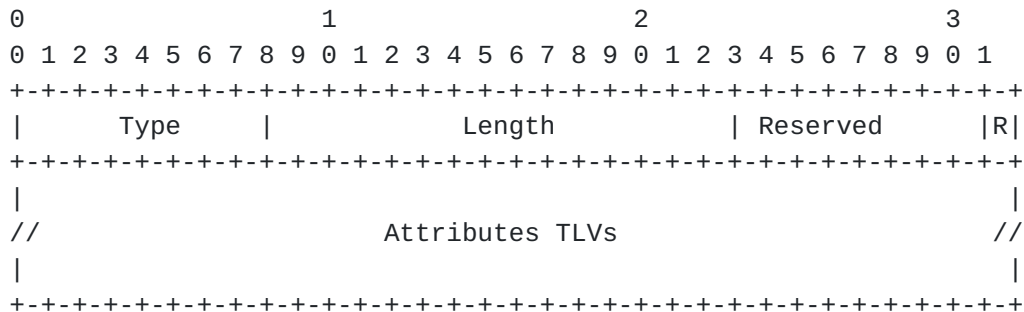 0                   1                   2                   3
0 1 2 3 4 5 6 7 8 9 0 1 2 3 4 5 6 7 8 9 0 1 2 3 4 5 6 7 8 9 0 1
+-+-+-+-+-+-+-+-+-+-+-+-+-+-+-+-+-+-+-+-+-+-+-+-+-+-+-+-+-+-+-+-+
|      Type     |            Length            | Reserved      |R|
+-+-+-+-+-+-+-+-+-+-+-+-+-+-+-+-+-+-+-+-+-+-+-+-+-+-+-+-+-+-+-+-+
|                                                               |
//                      Attributes TLVs                        //
|                                                               |
+-+-+-+-+-+-+-+-+-+-+-+-+-+-+-+-+-+-+-+-+-+-+-+-+-+-+-+-+-+-+-+-+